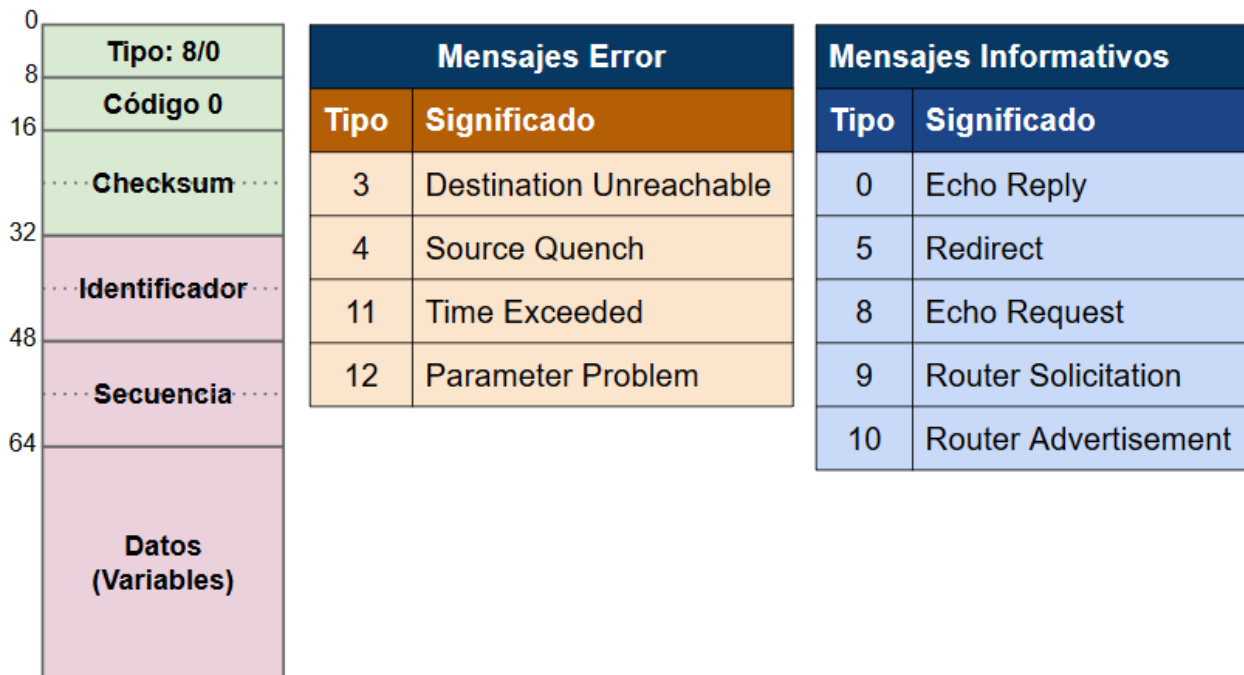 0
Tipo: 8/0
8
Código 0
16
Checksum
32
Identificador
48
Secuencia
64
Datos
(Variables)
Mensajes Error
Tipo Significado
3 Destination Unreachable
4 Source Quench
11 Time Exceeded
12 Parameter Problem
Mensajes Informativos
Tipo Significado
0 Echo Reply
5 Redirect
8 Echo Request
9 Router Solicitation
10 Router Advertisement